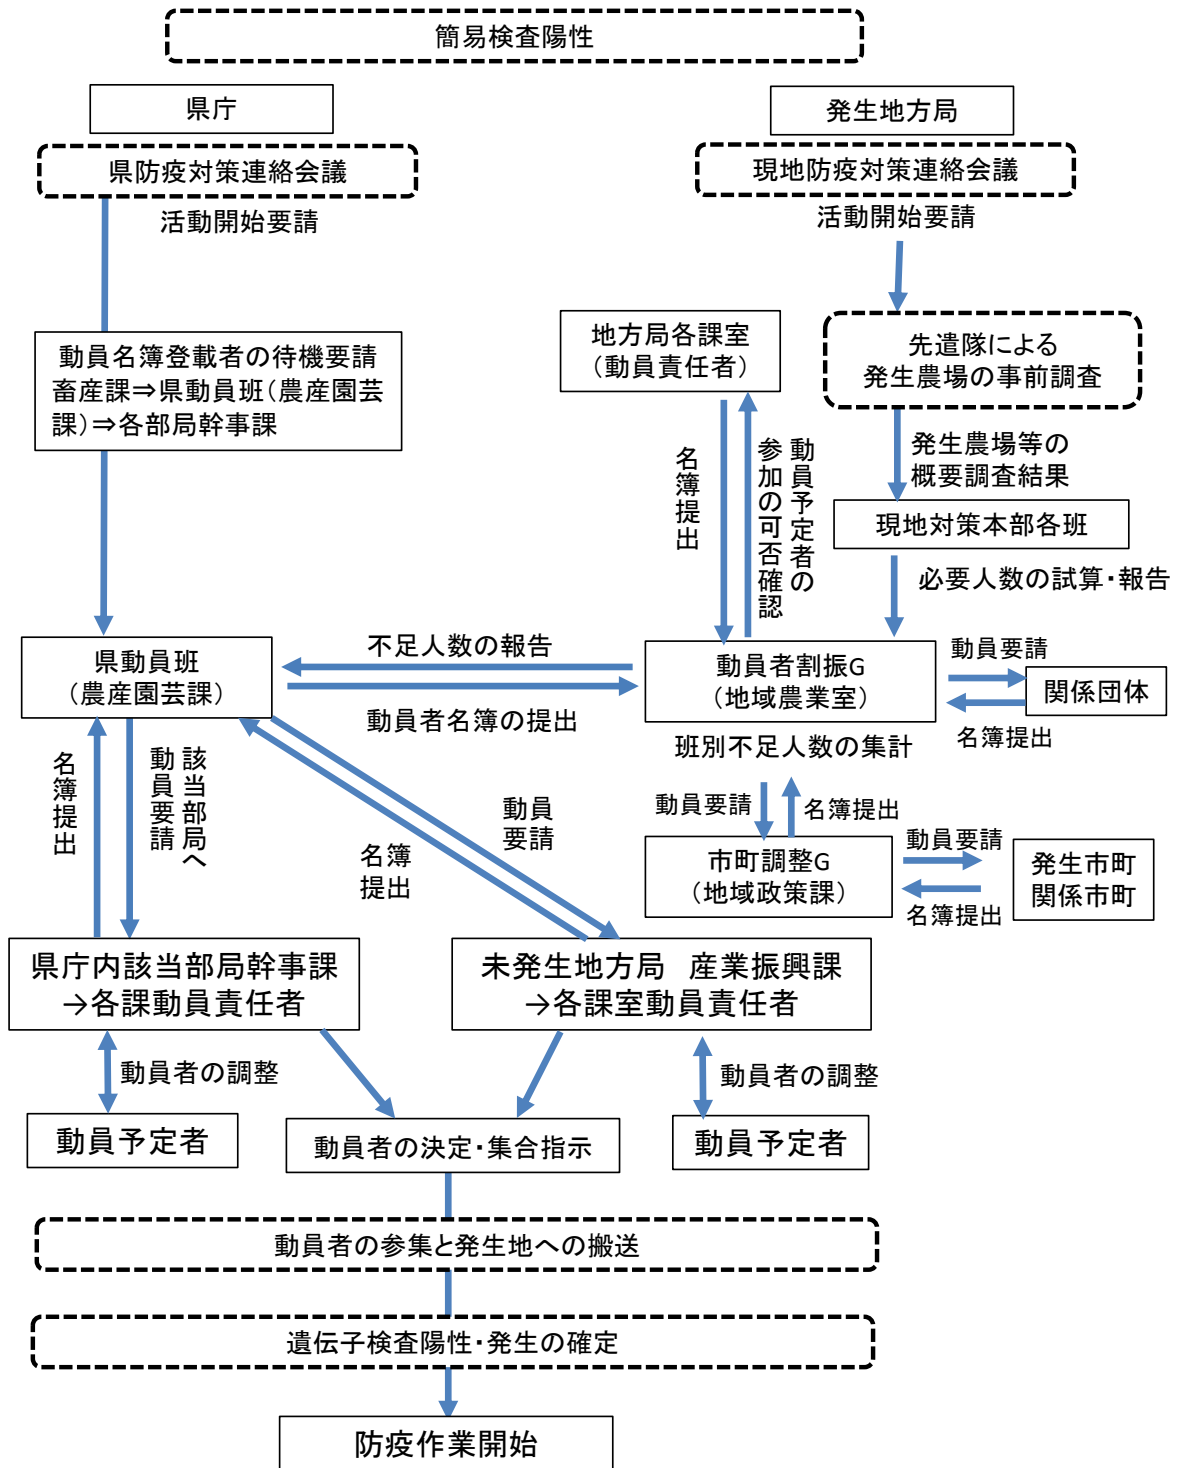 簡易検査陽性
県庁
発生地方局
県防疫対策連絡会議
現地防疫対策連絡会議
活動開始要請
活動開始要請
動員名簿登載者の待機要請
畜産課⇒県動員班(農産園芸
課)⇒各部局幹事課
地方局各課室
(動員責任者)
先遣隊による
発生農場の事前調査
名簿提出
動員予定者の
参加の可否確認
発生農場等の
概要調査結果
現地対策本部各班
必要人数の試算・報告
県動員班
(農産園芸課)
不足人数の報告
動員者名簿の提出
動員者割振G
(地域農業室)
動員要請
関係団体
名簿提出
班別不足人数の集計
名簿提出
該当部局へ
動員要請
動員
要請
名簿
提出
動員要請
名簿提出
市町調整G
(地域政策課)
動員要請
名簿提出
発生市町
関係市町
県庁内該当部局幹事課
→各課動員責任者
未発生地方局 産業振興課
→各課室動員責任者
動員者の調整
動員者の調整
動員予定者
動員者の決定・集合指示
動員予定者
動員者の参集と発生地への搬送
遺伝子検査陽性・発生の確定
防疫作業開始